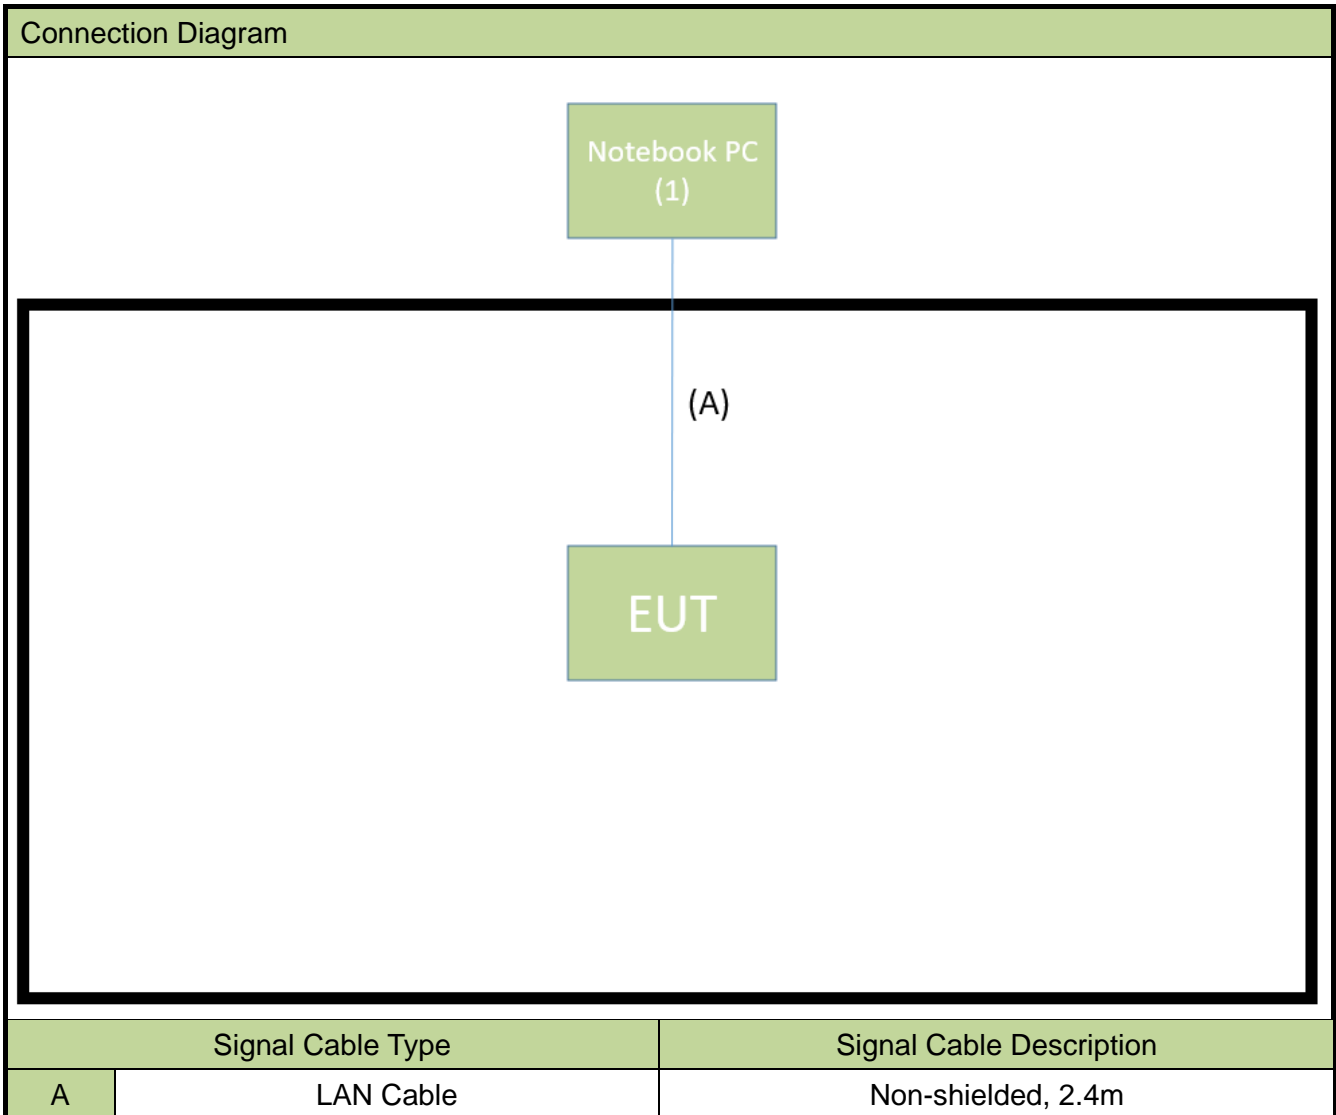 Connection Diagram
Notebook PC
(1)
(A)
EUT
Signal Cable Type Signal Cable Description
A LAN Cable Non-shielded, 2.4m